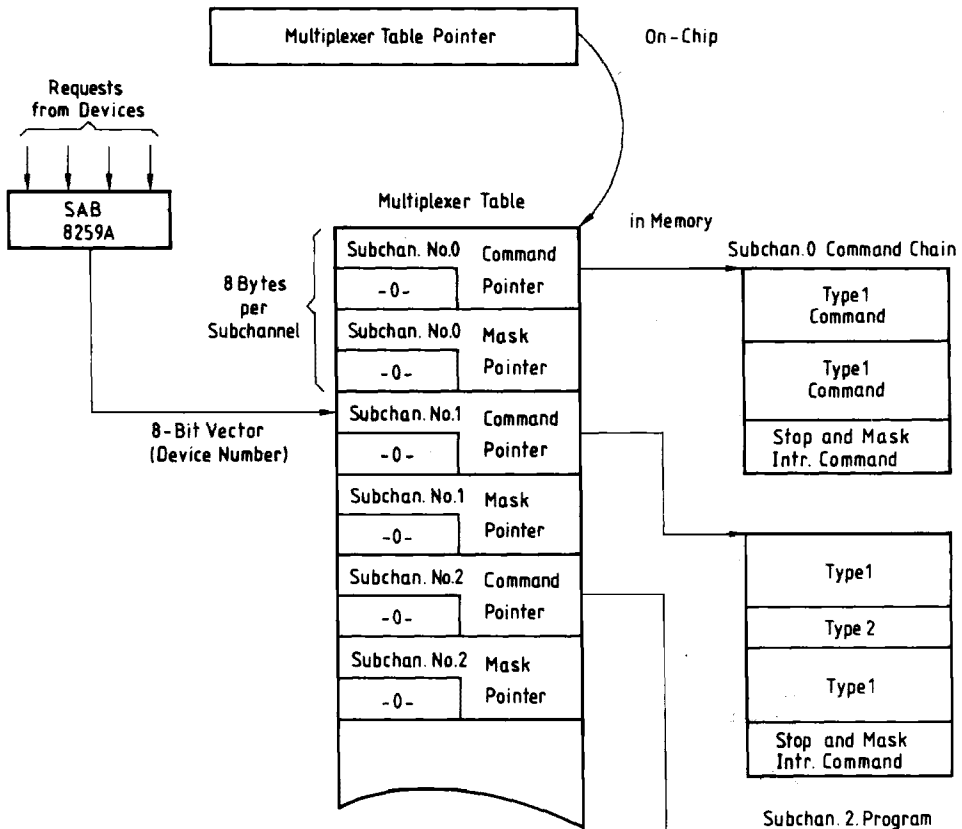 Multiplexer Table Pointer
On-Chip
Requests
from Devices
SAB
8259A
Multiplexer Table
in Memory
8 Bytes
per
Subchannel
Subchan. No.0 Command
-0- Pointer
Subchan. No.0 Mask
-0- Pointer
Subchan. No.1 Command
-0- Pointer
Subchan. No.1 Mask
-0- Pointer
Subchan. No.2 Command
-0- Pointer
Subchan. No.2 Mask
-0- Pointer
8-Bit Vector
(Device Number)
Subchan.0 Command Chain
Type1
Command
Type1
Command
Stop and Mask
Intr. Command
Type1
Type 2
Type1
Stop and Mask
Intr. Command
Subchan. 2. Program